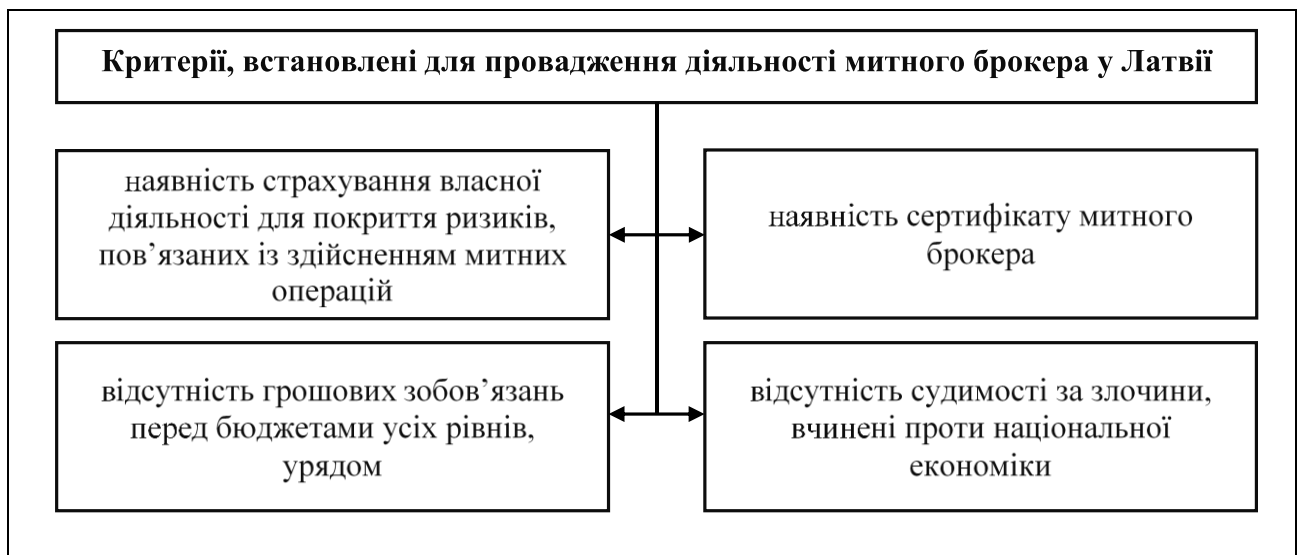 Критерії, встановлені для провадження діяльності митного брокера у Латвії
наявність страхування власної
діяльності для покриття ризиків,
пов’язаних із здійсненням митних
операцій
наявність сертифікату митного
брокера
відсутність грошових зобов’язань
перед бюджетами усіх рівнів,
урядом
відсутність судимості за злочини,
вчинені проти національної
економіки